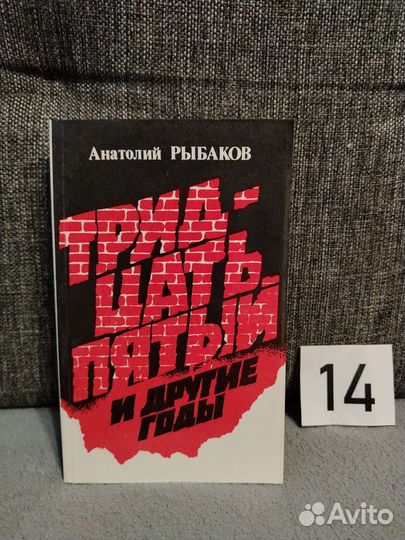 Анатолий РЫБАКОВ
ТРИД-
ЦАТЬ
ПЯТЫЙ
И ДРУГИЕ
ГОДЫ
14
Avito